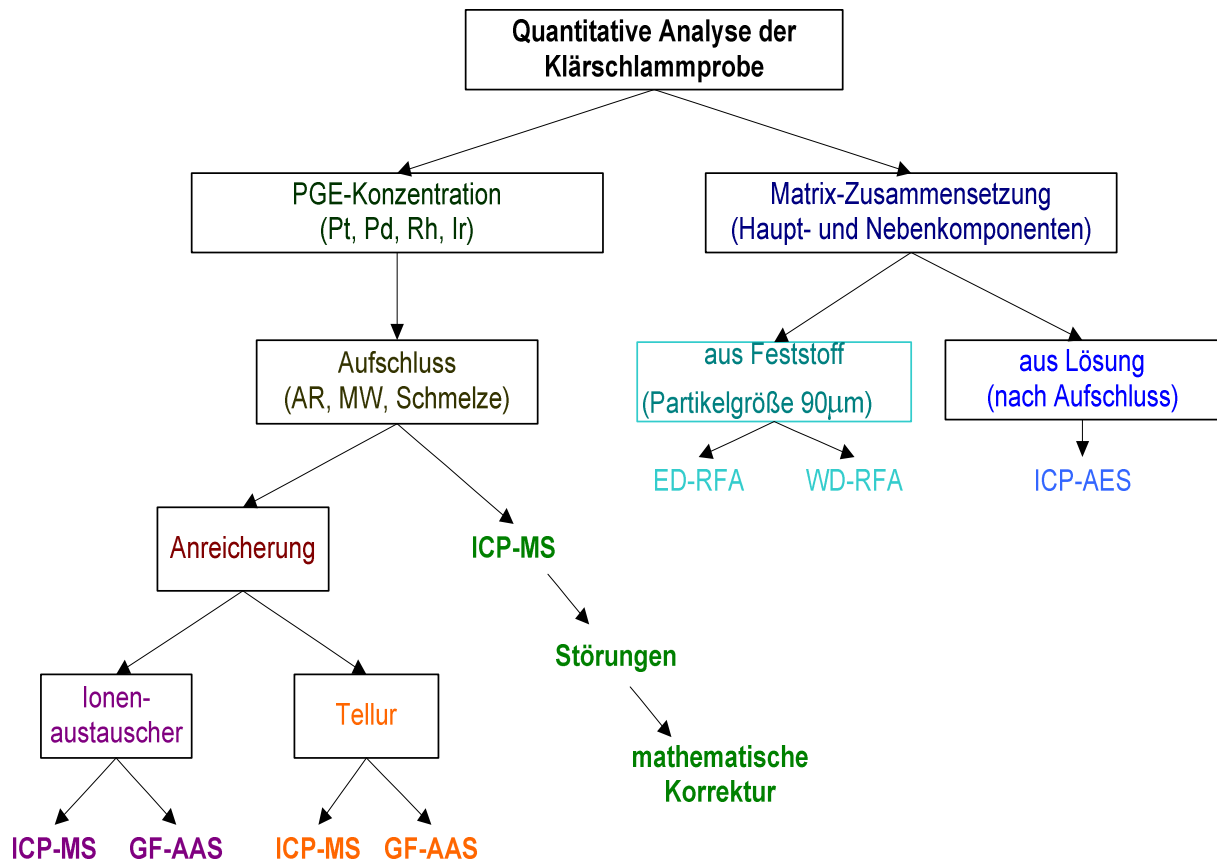 Quantitative Analyse der
Klärschlammprobe
PGE-Konzentration
(Pt, Pd, Rh, Ir)
Matrix-Zusammensetzung
(Haupt- und Nebenkomponenten)
Aufschluss
(AR, MW, Schmelze)
aus Feststoff
(Partikelgröße 90µm)
aus Lösung
(nach Aufschluss)
ED-RFA
WD-RFA
ICP-AES
Anreicherung
ICP-MS
Störungen
mathematische
Korrektur
Ionen-
austauscher
Tellur
ICP-MS
GF-AAS
ICP-MS
GF-AAS